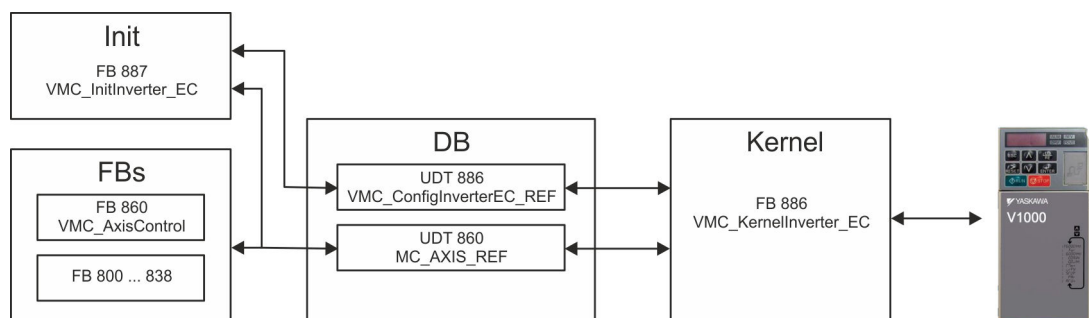 Init
FB 887
VMC_InitInverter_EC
FBs
FB 860
VMC_AxisControl
FB 800 ... 838
DB
UDT 886
VMC_ConfigInverterEC_REF
UDT 860
MC_AXIS_REF
Kernel
FB 886
VMC_KernelInverter_EC
YASKAWA
V1000